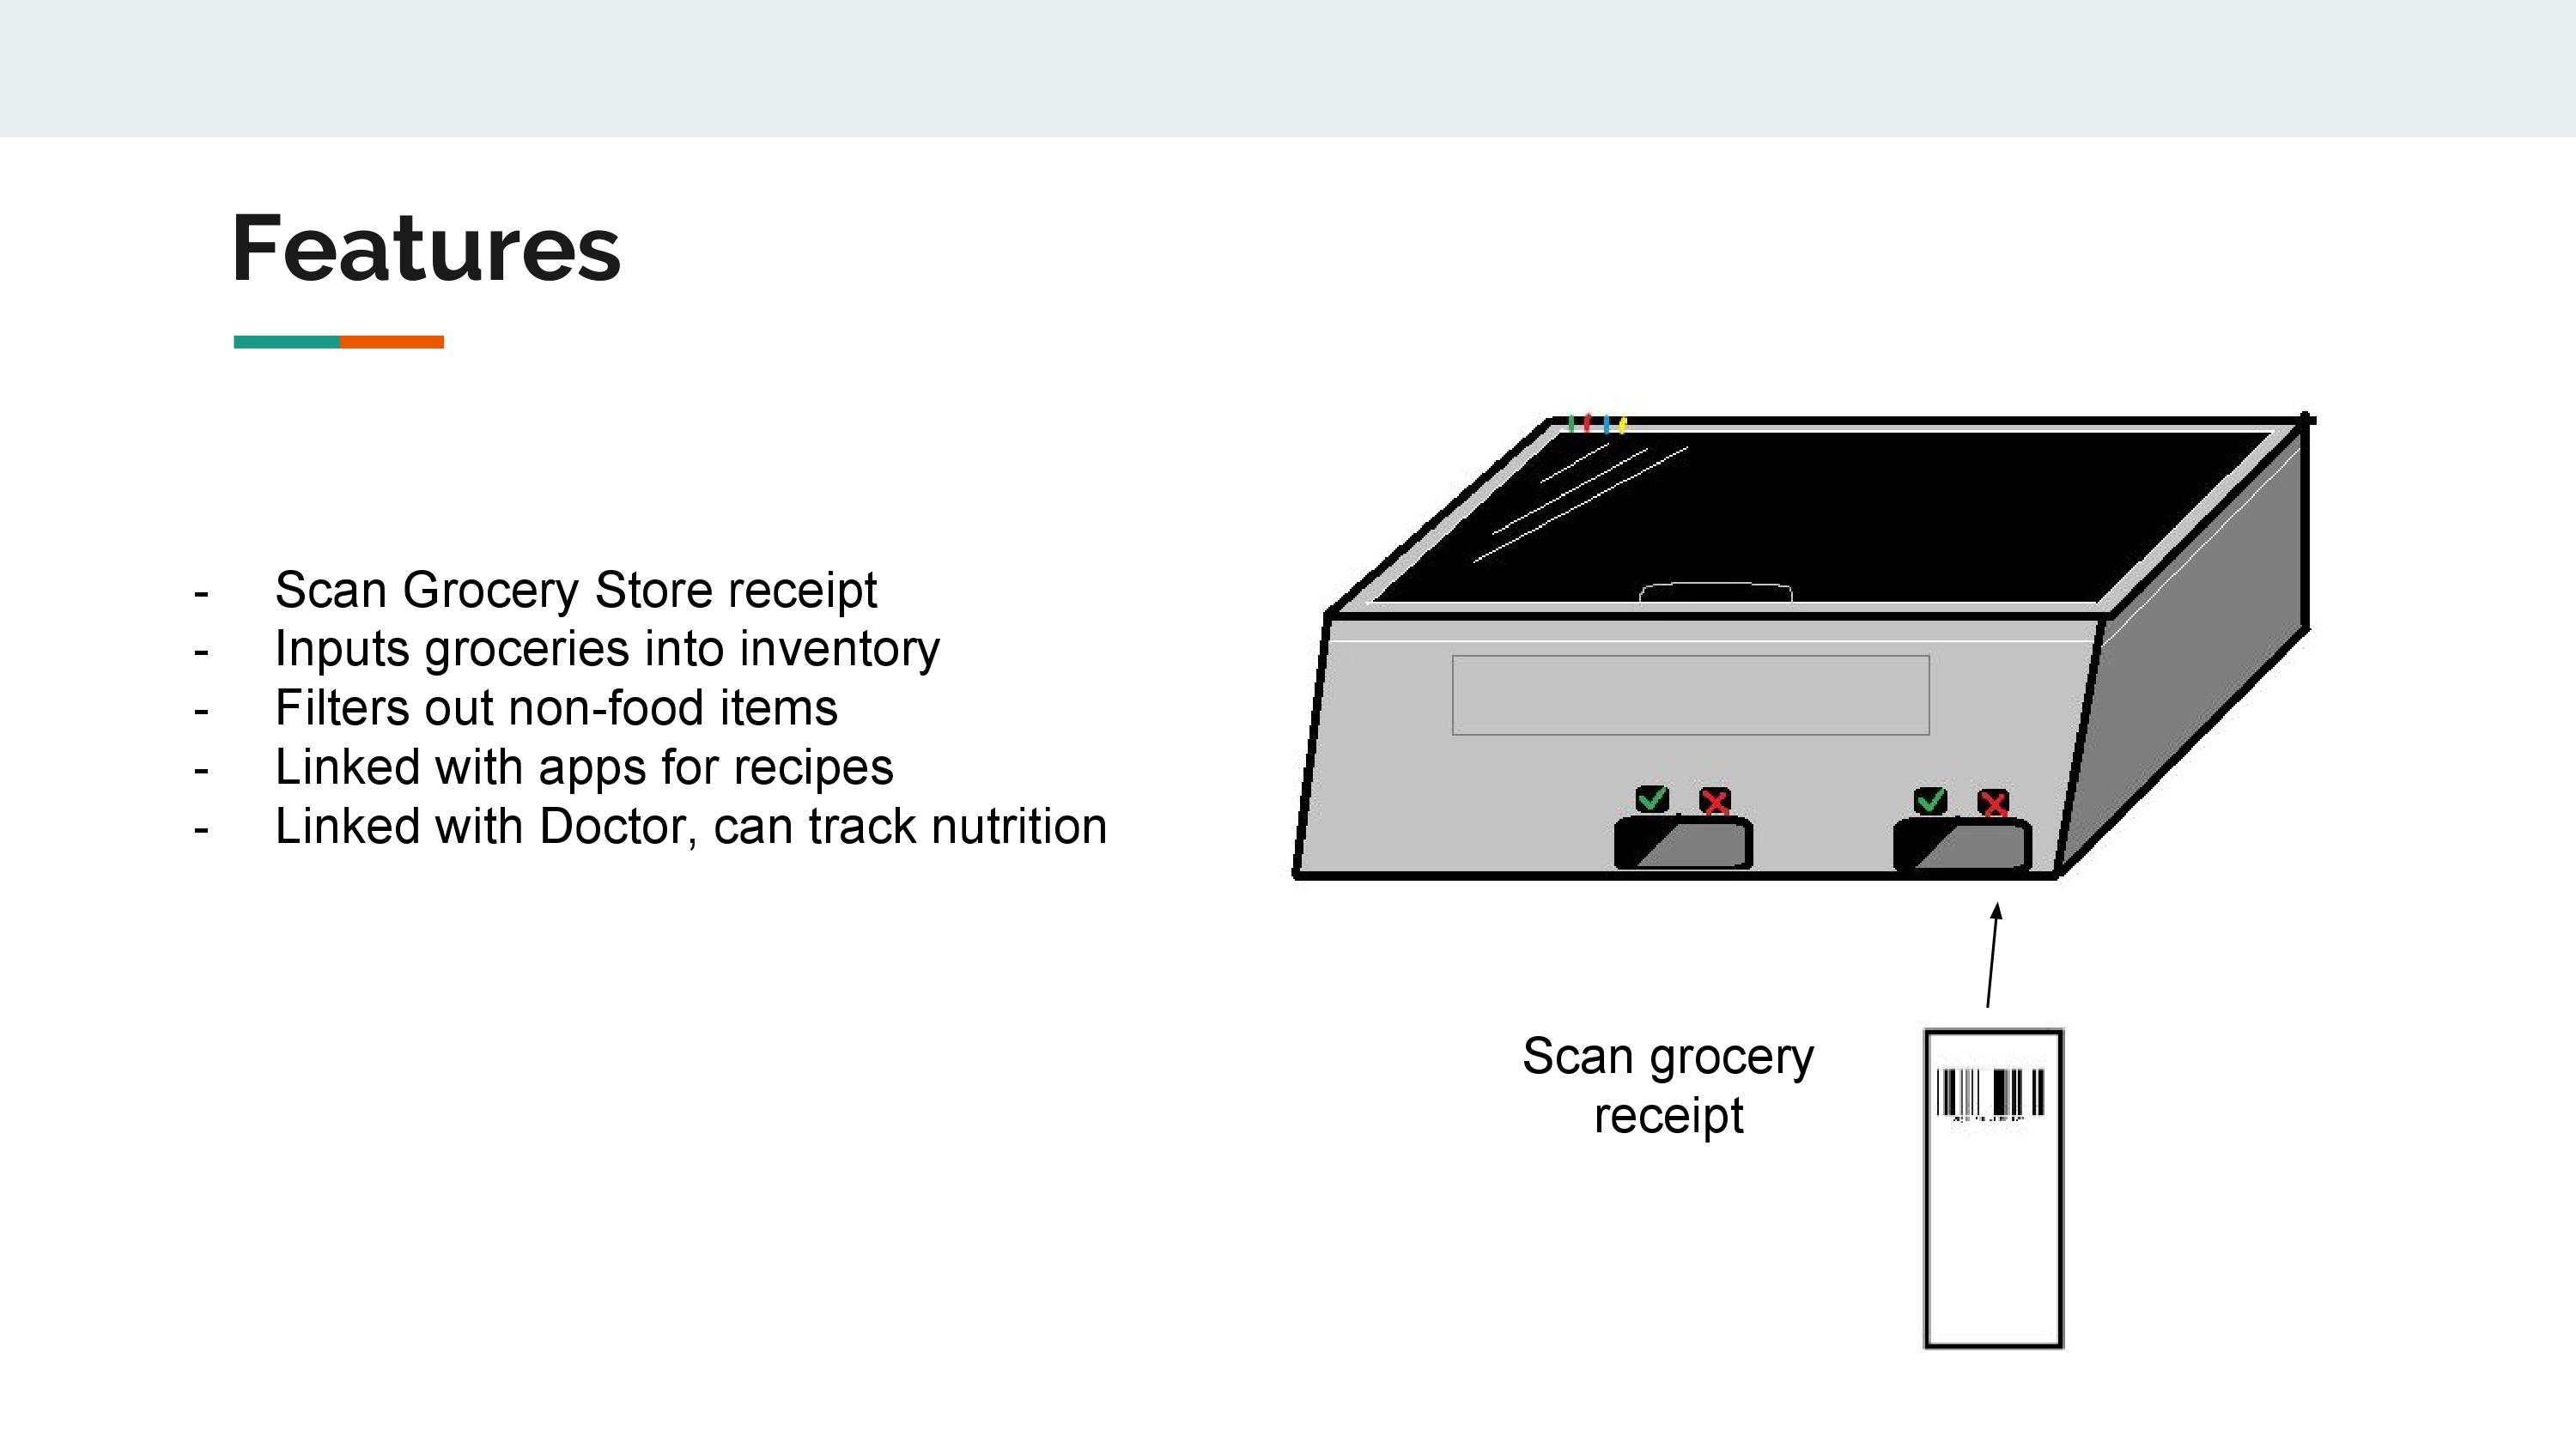 Features
- Scan Grocery Store receipt
- Inputs groceries into inventory
- Filters out non-food items
- Linked with apps for recipes
- Linked with Doctor, can track nutrition
Scan grocery
receipt